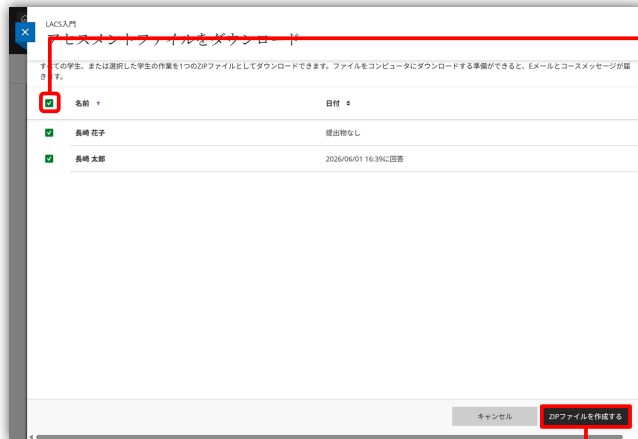 LACS入門
アセスメントファイルをダウンロード
すべての学生、または選択した学生の作業を1つのZIPファイルとしてダウンロードできます。ファイルをコンピュータにダウンロードする準備ができると、Eメールとコースメッセージが届
きます。
名前 ↑ 日付
長崎 花子 提出物なし
長崎 太郎 2026/06/01 16:39に回答
キャンセル ZIPファイルを作成する